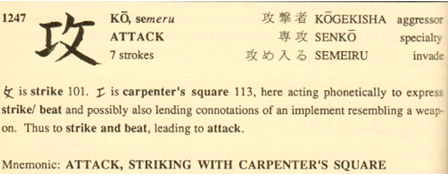 1247 攻 KŌ, semeru 攻撃者 KŌGEKISHA aggressor
ATTACK 専攻 SENKŌ specialty
7 strokes 攻め入る SEMEIRU invade
攵 is strike 101. 工 is carpenter's square 113, here acting phonetically to express
strike/ beat and possibly also lending connotations of an implement resembling a weap-
on. Thus to strike and beat, leading to attack.
Mnemonic: ATTACK, STRIKING WITH CARPENTER'S SQUARE